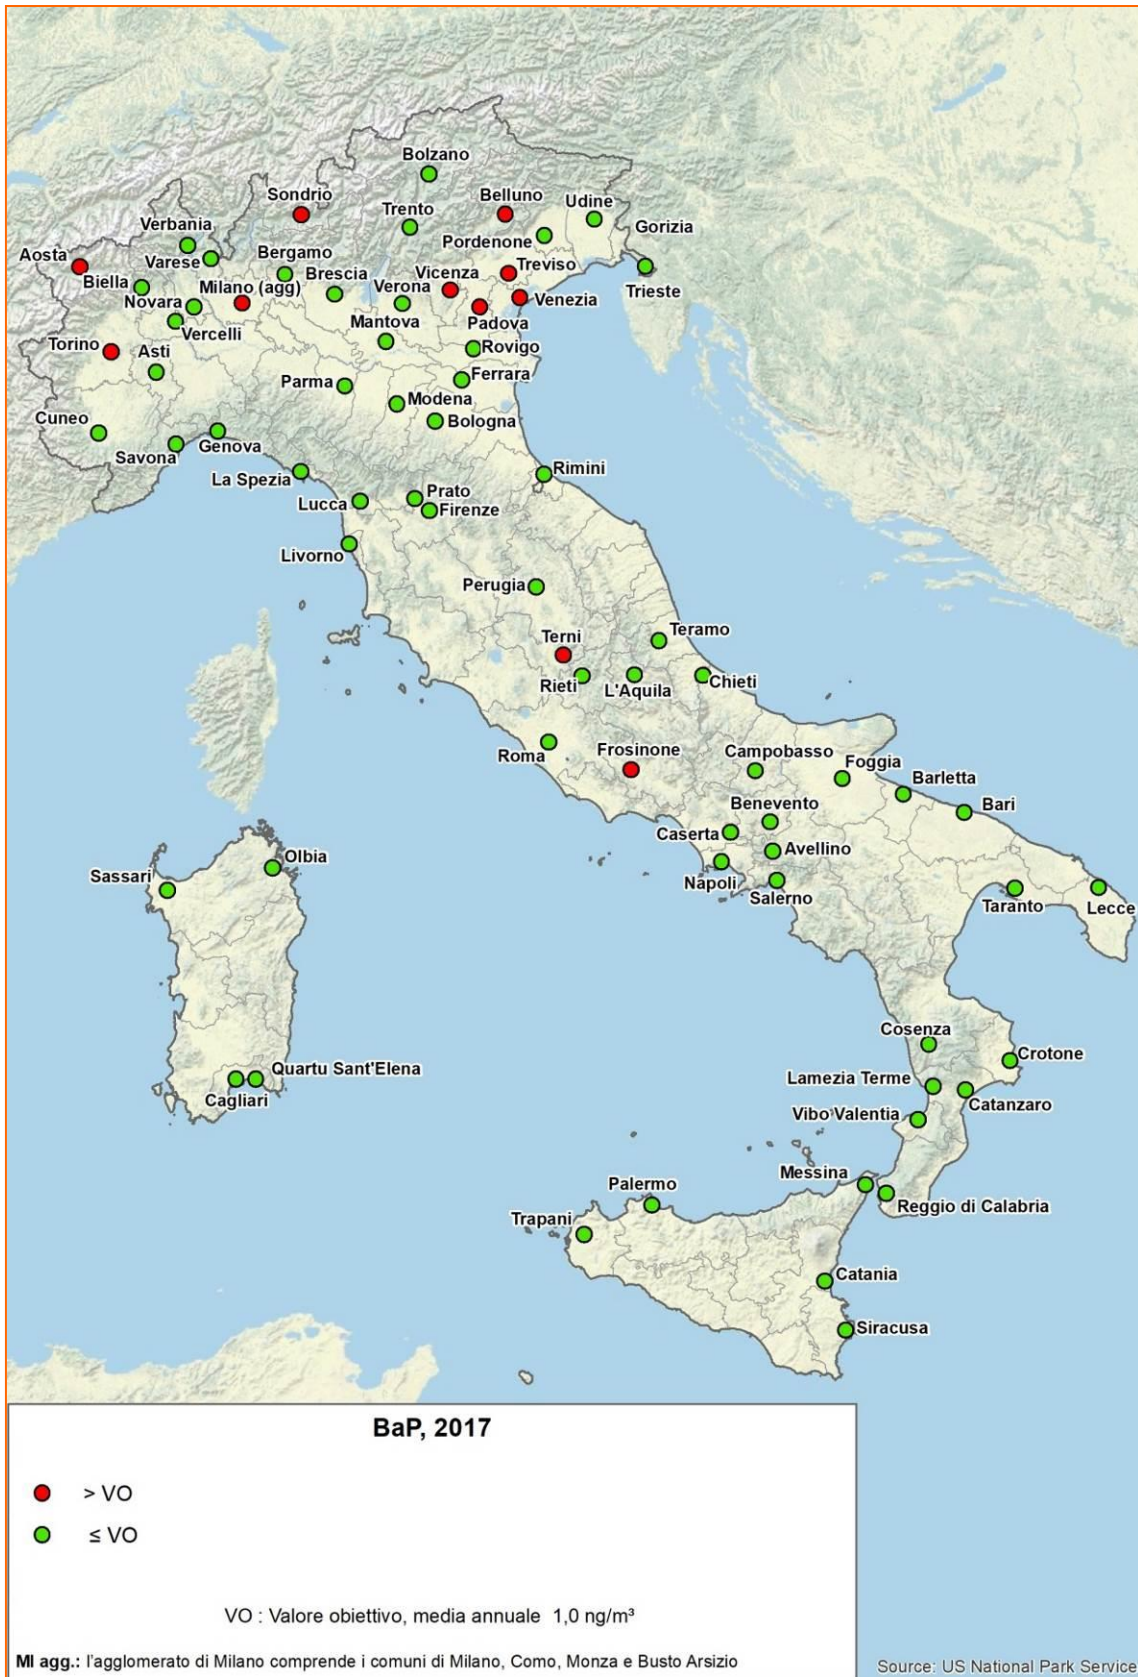 Bolzano
Sondrio
Belluno
Udine
Trento
Verbania
Gorizia
Pordenone
Aosta
Varese
Bergamo
Treviso
Biella
Milano (agg)
Brescia
Vicenza
Verona
Trieste
Novara
Venezia
Padova
Vercelli
Mantova
Torino
Asti
Rovigo
Parma
Ferrara
Modena
Cuneo
Bologna
Savona
Genova
La Spezia
Rimini
Lucca
Prato
Firenze
Livorno
Perugia
Terni
Teramo
Rieti
L'Aquila
Chieti
Roma
Frosinone
Campobasso
Foggia
Barletta
Benevento
Bari
Caserta
Avellino
Olbia
Sassari
Napoli
Salerno
Taranto
Lecce
Cosenza
Crotone
Quartu Sant'Elena
Cagliari
Lamezia Terme
Catanzaro
Vibo Valentia
Messina
Palermo
Reggio di Calabria
Trapani
Catania
Siracusa
BaP, 2017
> VO
≤ VO
VO : Valore obiettivo, media annuale 1,0 ng/m³
MI agg.: l'agglomerato di Milano comprende i comuni di Milano, Como, Monza e Busto Arsizio
Source: US National Park Service